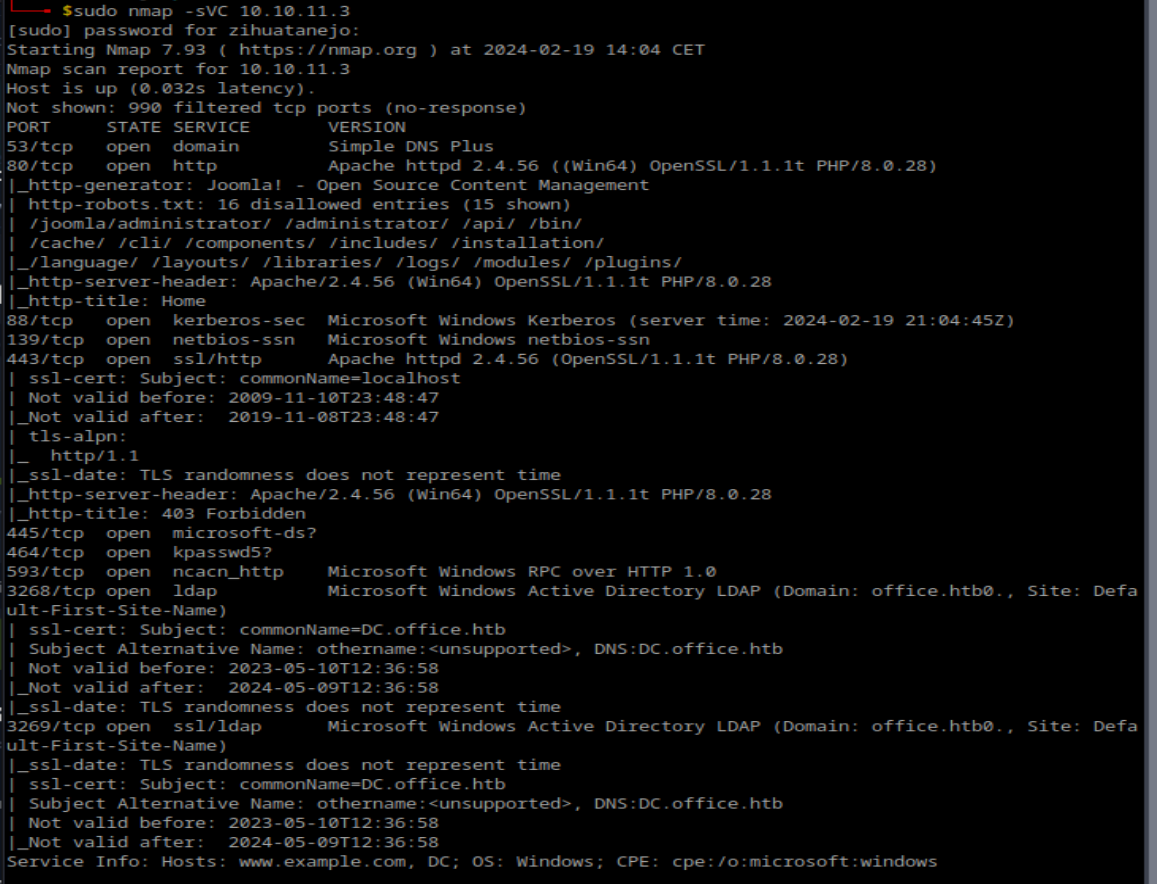 $sudo nmap -sVC 10.10.11.3
[sudo] password for zihuatanejo:
Starting Nmap 7.93 ( https://nmap.org ) at 2024-02-19 14:04 CET
Nmap scan report for 10.10.11.3
Host is up (0.032s latency).
Not shown: 990 filtered tcp ports (no-response)
PORT     STATE SERVICE       VERSION
53/tcp   open  domain        Simple DNS Plus
80/tcp   open  http          Apache httpd 2.4.56 ((Win64) OpenSSL/1.1.1t PHP/8.0.28)
|_http-generator: Joomla! - Open Source Content Management
| http-robots.txt: 16 disallowed entries (15 shown)
| /joomla/administrator/ /administrator/ /api/ /bin/
| /cache/ /cli/ /components/ /includes/ /installation/
|_/language/ /layouts/ /libraries/ /logs/ /modules/ /plugins/
|_http-server-header: Apache/2.4.56 (Win64) OpenSSL/1.1.1t PHP/8.0.28
|_http-title: Home
88/tcp   open  kerberos-sec  Microsoft Windows Kerberos (server time: 2024-02-19 21:04:45Z)
139/tcp  open  netbios-ssn   Microsoft Windows netbios-ssn
443/tcp  open  ssl/http      Apache httpd 2.4.56 (OpenSSL/1.1.1t PHP/8.0.28)
| ssl-cert: Subject: commonName=localhost
| Not valid before: 2009-11-10T23:48:47
|_Not valid after:  2019-11-08T23:48:47
| tls-alpn:
|_  http/1.1
|_ssl-date: TLS randomness does not represent time
|_http-server-header: Apache/2.4.56 (Win64) OpenSSL/1.1.1t PHP/8.0.28
|_http-title: 403 Forbidden
445/tcp  open  microsoft-ds?
464/tcp  open  kpasswd5?
593/tcp  open  ncacn_http    Microsoft Windows RPC over HTTP 1.0
3268/tcp open  ldap          Microsoft Windows Active Directory LDAP (Domain: office.htb0., Site: Defa
ult-First-Site-Name)
| ssl-cert: Subject: commonName=DC.office.htb
| Subject Alternative Name: othername:<unsupported>, DNS:DC.office.htb
| Not valid before: 2023-05-10T12:36:58
|_Not valid after:  2024-05-09T12:36:58
|_ssl-date: TLS randomness does not represent time
3269/tcp open  ssl/ldap      Microsoft Windows Active Directory LDAP (Domain: office.htb0., Site: Defa
ult-First-Site-Name)
|_ssl-date: TLS randomness does not represent time
| ssl-cert: Subject: commonName=DC.office.htb
| Subject Alternative Name: othername:<unsupported>, DNS:DC.office.htb
| Not valid before: 2023-05-10T12:36:58
|_Not valid after:  2024-05-09T12:36:58
Service Info: Hosts: www.example.com, DC; OS: Windows; CPE: cpe:/o:microsoft:windows